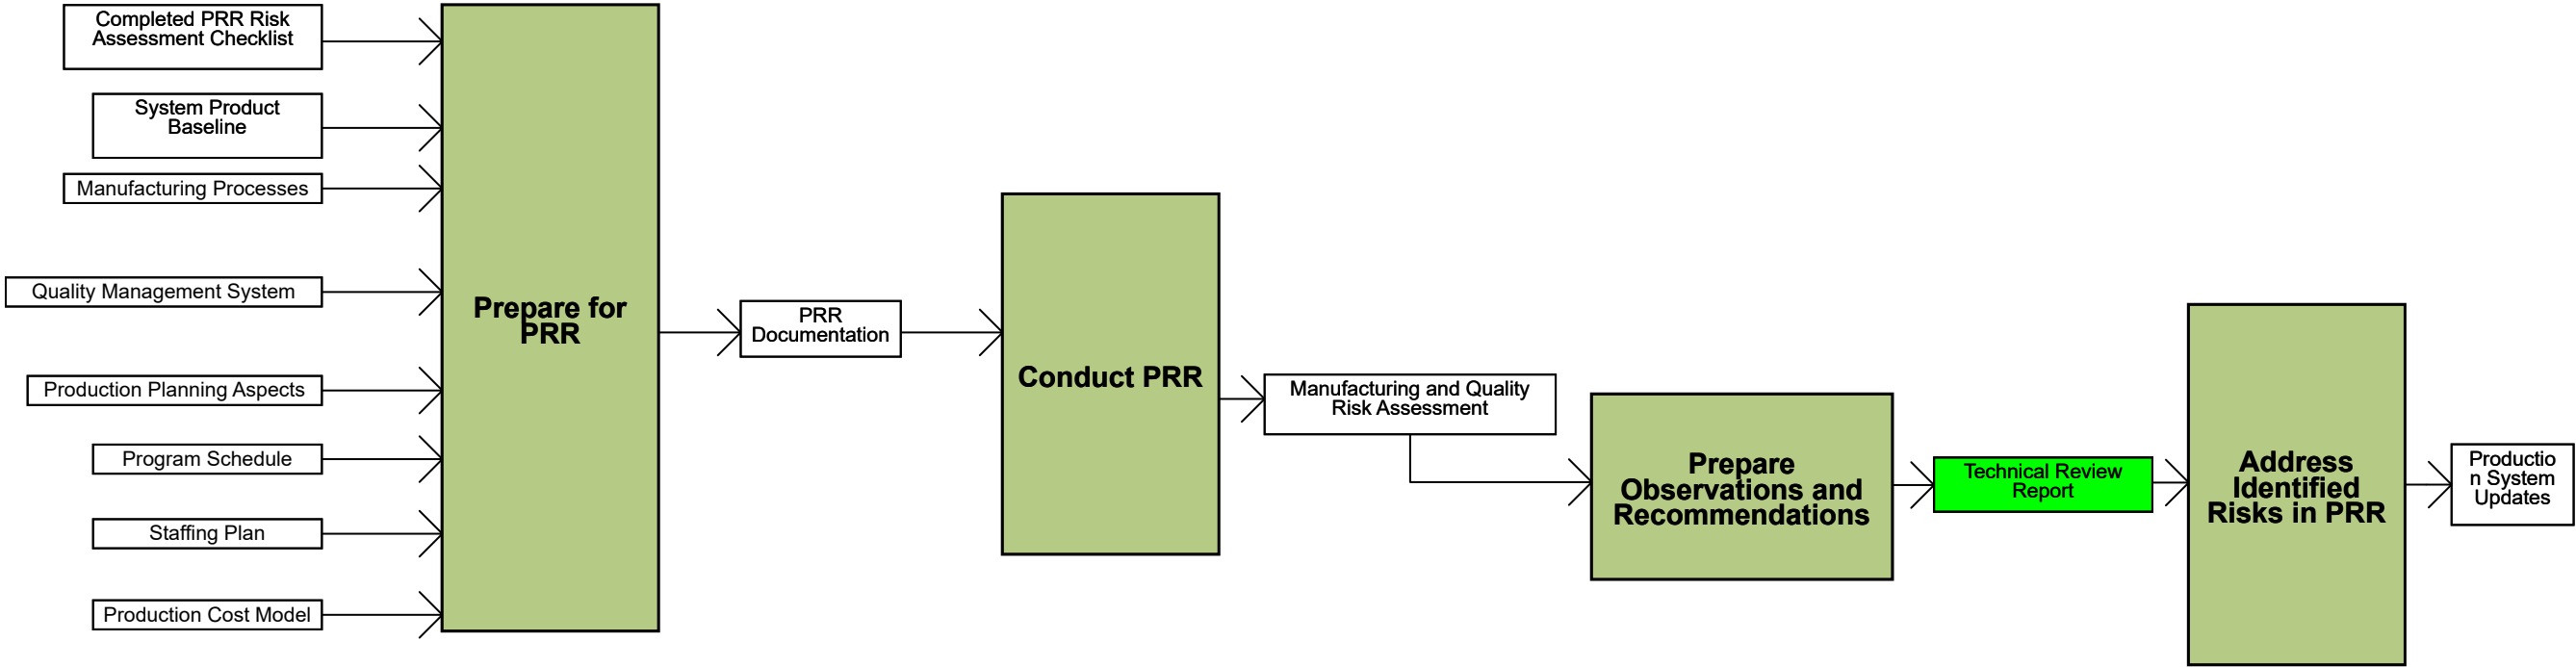 Completed PRR Risk
Assessment Checklist
System Product
Baseline
Manufacturing Processes
Quality Management System
Production Planning Aspects
Program Schedule
Staffing Plan
Production Cost Model
Prepare for
PRR
PRR
Documentation
Conduct PRR
Manufacturing and Quality
Risk Assessment
Prepare
Observations and
Recommendations
Technical Review
Report
Address
Identified
Risks in PRR
Productio
n System
Updates